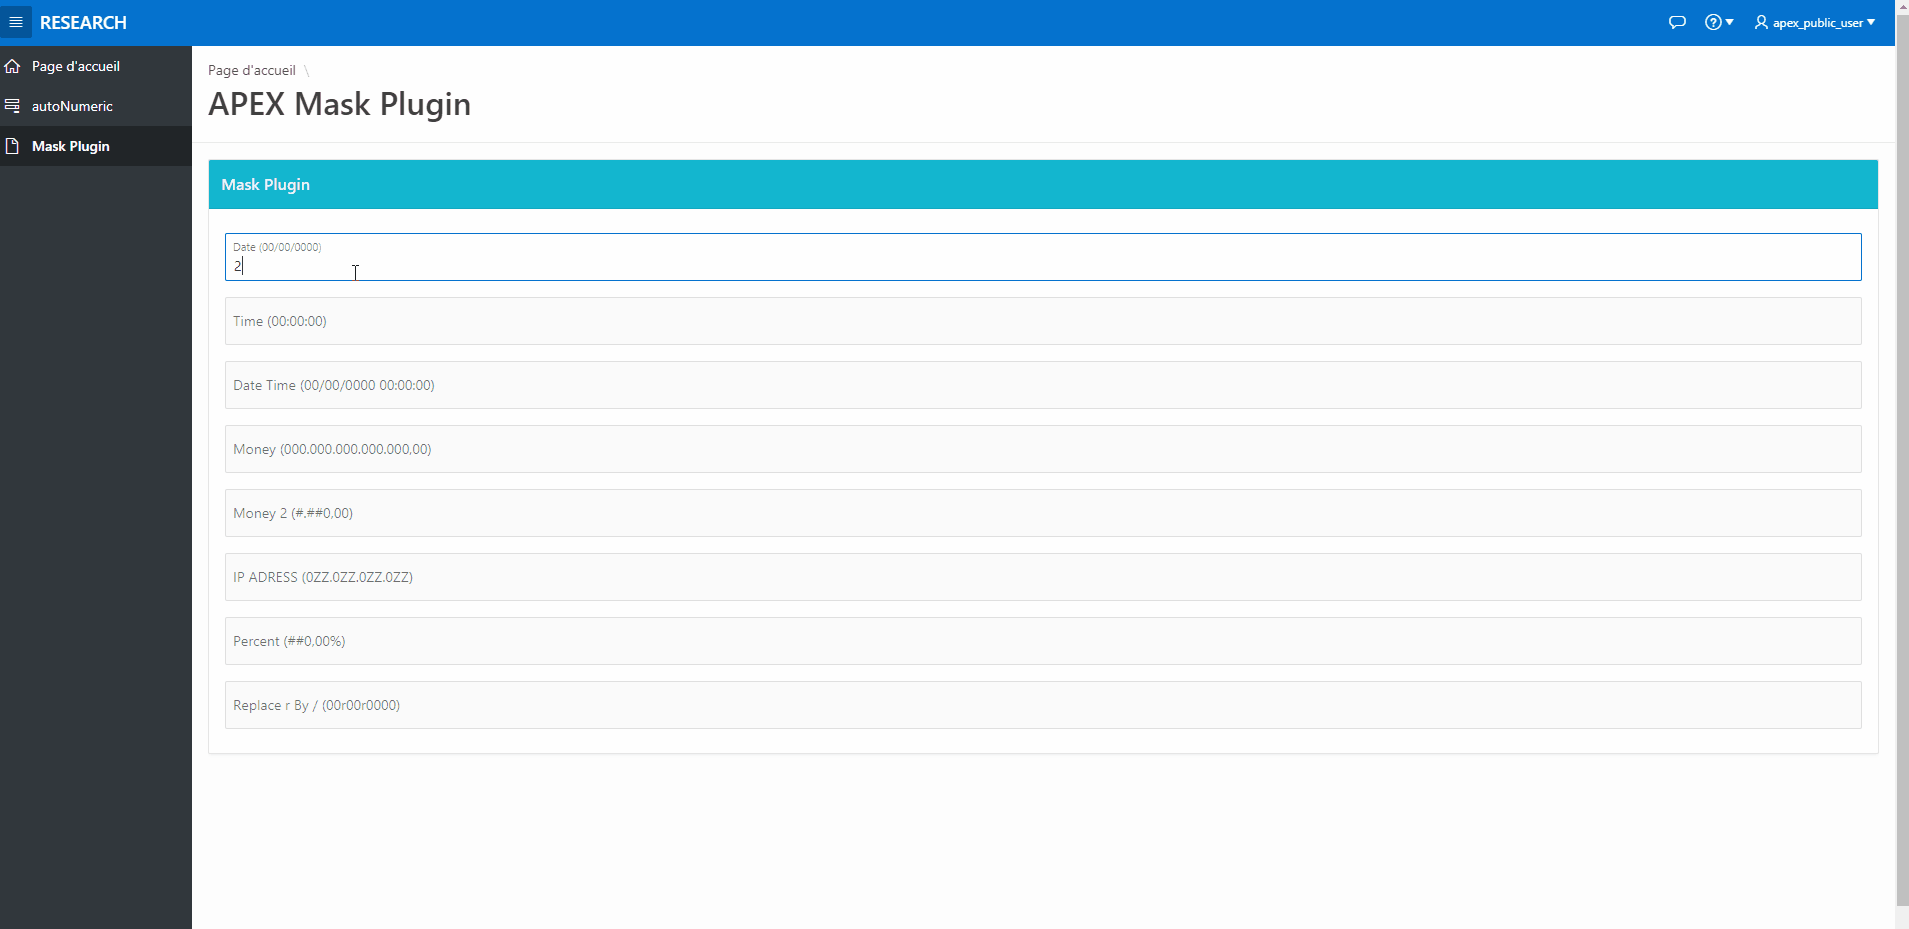 RESEARCH
apex_public_user
Page d'accueil
autoNumeric
Mask Plugin
Page d'accueil \
APEX Mask Plugin
Mask Plugin
Date (00/00/0000)
2
Time (00:00:00)
Date Time (00/00/0000 00:00:00)
Money (000.000.000.000.000,00)
Money 2 (#.##0,00)
IP ADRESS (0ZZ.0ZZ.0ZZ.0ZZ)
Percent (##0,00%)
Replace r By / (00r00r0000)